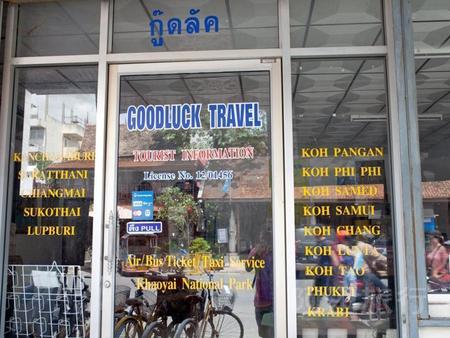 กู๊ดลัค
GOODLUCK TRAVEL
TOURIST INFORMATION
License No. 12/01456
ดึง PULL
Air/Bus Ticket/Taxi Service
Khaoyai National Park
SURATTHANI
CHIANGMAI
SUKOTHAI
LUPBURI
KOH PANGAN
KOH PHI PHI
KOH SAMED
KOH SAMUI
KOH CHANG
KOH LANTA
KOH TAO
PHUKET
KRABI